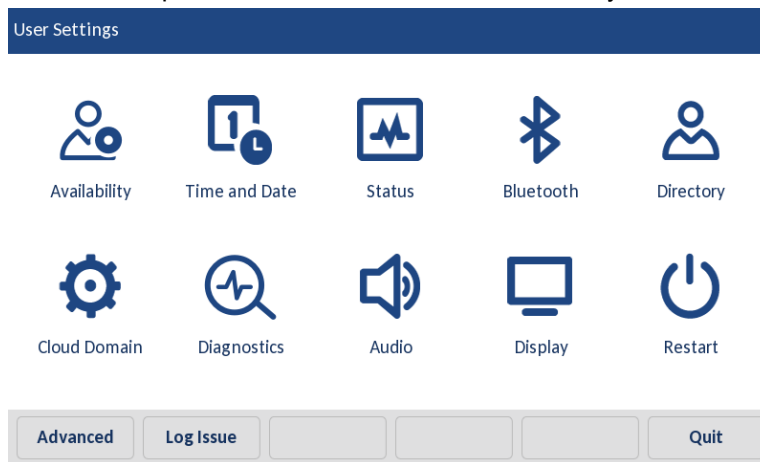 User Settings
1
Availability Time and Date Status Bluetooth Directory
Cloud Domain Diagnostics Audio Display Restart
Advanced Log Issue Quit